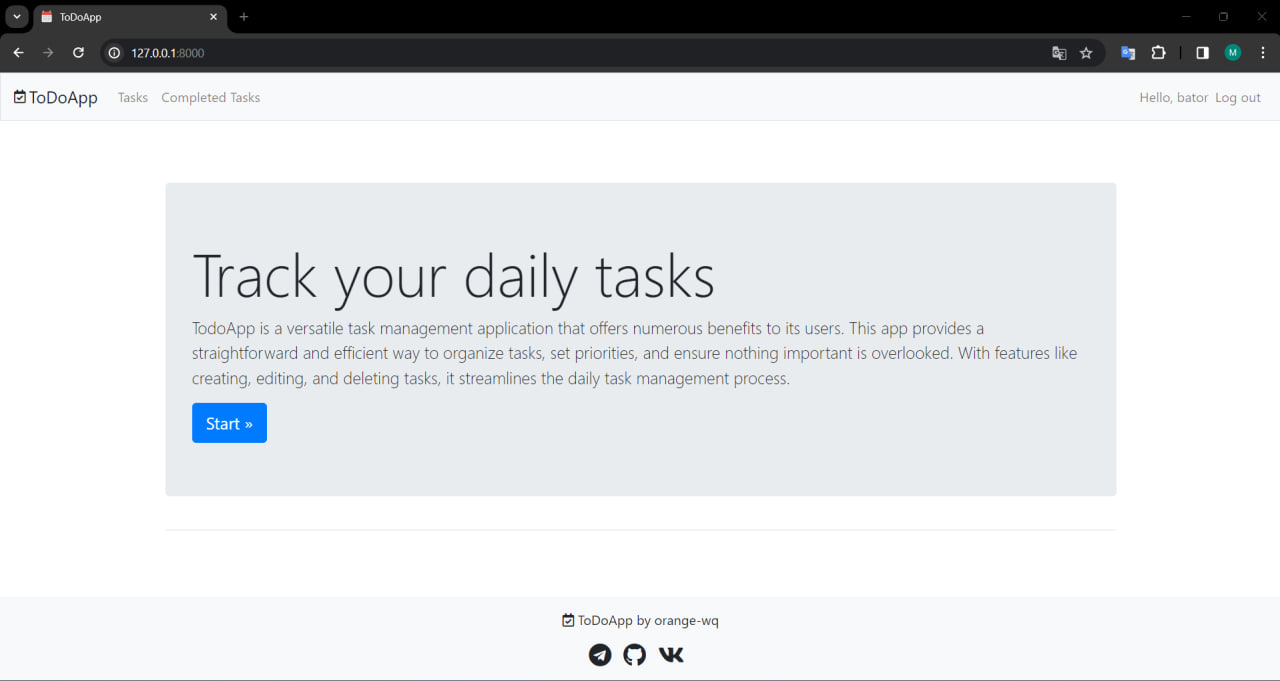 ToDoApp
127.0.0.1:8000
M
ToDoApp Tasks Completed Tasks Hello, bator Log out
Track your daily tasks
TodoApp is a versatile task management application that offers numerous benefits to its users. This app provides a
straightforward and efficient way to organize tasks, set priorities, and ensure nothing important is overlooked. With features like
creating, editing, and deleting tasks, it streamlines the daily task management process.
Start »
ToDoApp by orange-wq